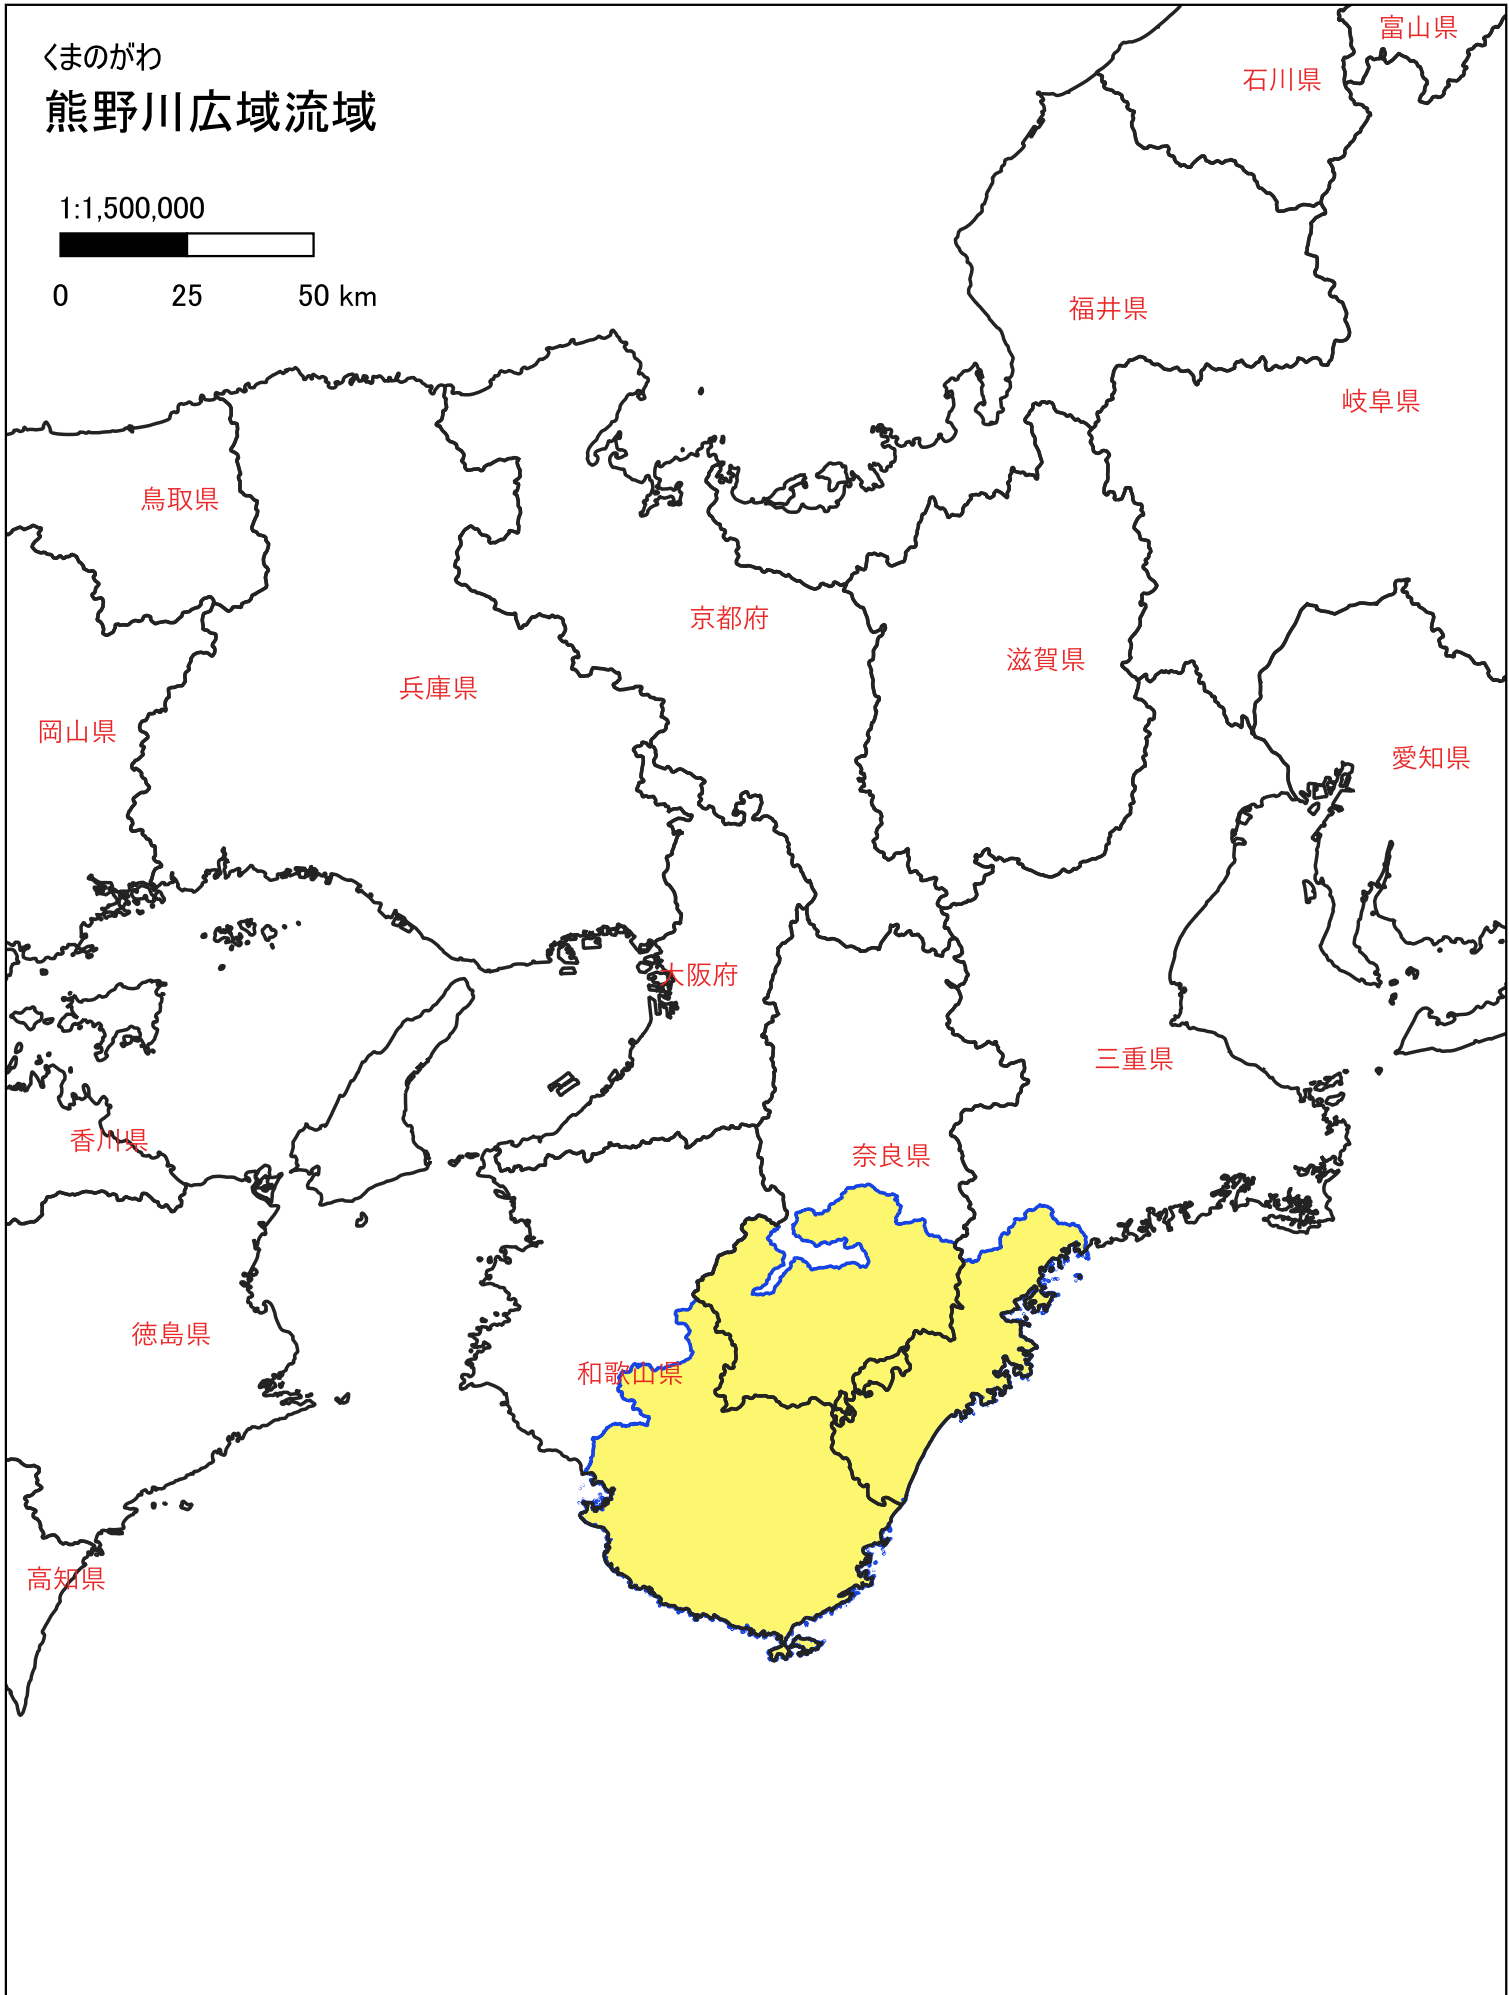 くまのがわ
熊野川広域流域
1:1,500,000
0 25 50 km
富山県
石川県
福井県
岐阜県
鳥取県
京都府
滋賀県
兵庫県
岡山県
愛知県
大阪府
三重県
香川県
奈良県
徳島県
和歌山県
高知県